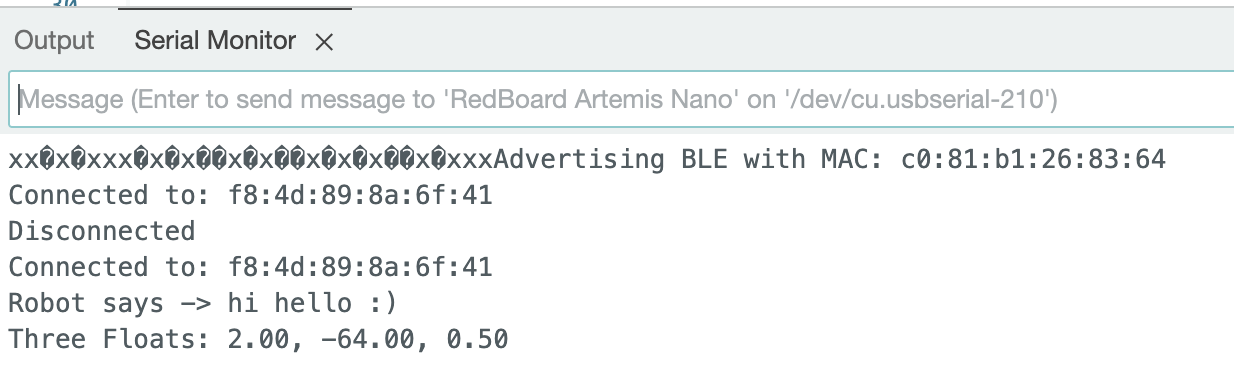 Output Serial Monitor ×
Message (Enter to send message to 'RedBoard Artemis Nano' on '/dev/cu.usbserial-210')
xx�x�xxx�x�x��x�x��x�x�x��x�xxxAdvertising BLE with MAC: c0:81:b1:26:83:64
Connected to: f8:4d:89:8a:6f:41
Disconnected
Connected to: f8:4d:89:8a:6f:41
Robot says -> hi hello :)
Three Floats: 2.00, -64.00, 0.50